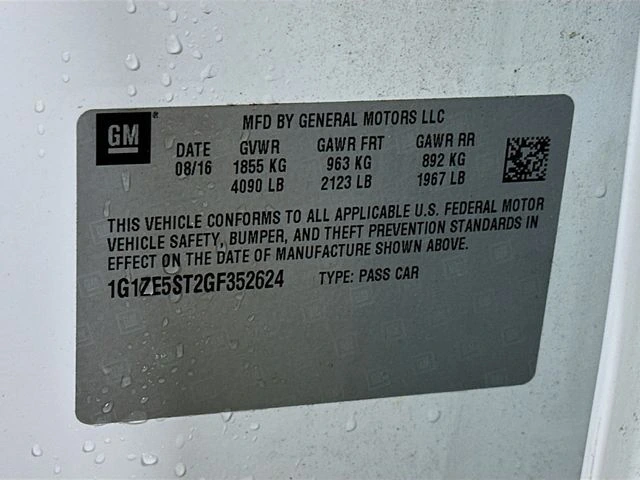 GM® MFD BY GENERAL MOTORS LLC
DATE GVWR GAWR FRT GAWR RR
08/16 1855 KG 963 KG 892 KG
4090 LB 2123 LB 1967 LB
THIS VEHICLE CONFORMS TO ALL APPLICABLE U.S. FEDERAL MOTOR
VEHICLE SAFETY, BUMPER, AND THEFT PREVENTION STANDARDS IN
EFFECT ON THE DATE OF MANUFACTURE SHOWN ABOVE.
1G1ZE5ST2GF352624 TYPE: PASS CAR